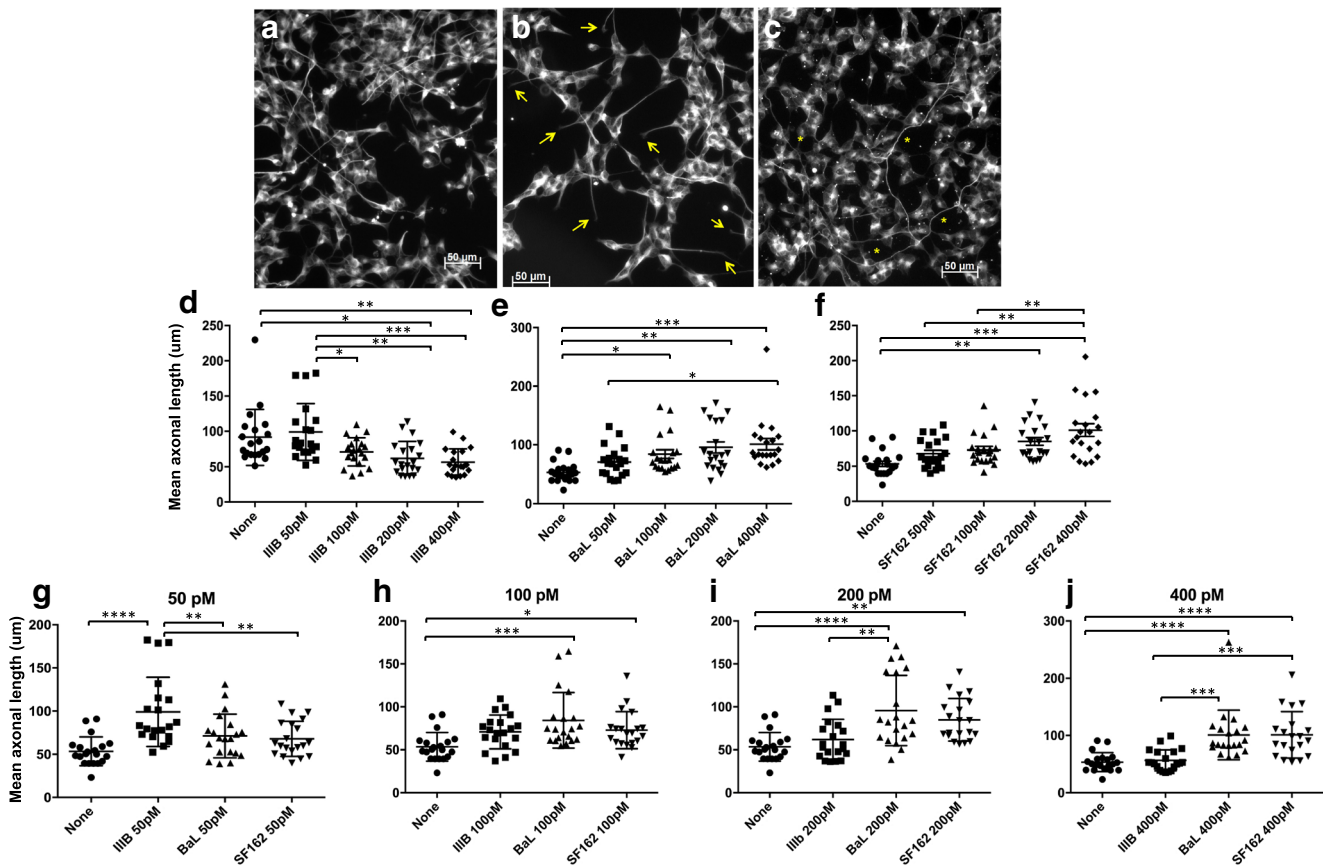 a b c
* * * *
50 μm 50 μm 50 μm
d e f
Mean axonal length (um)
250 200 150 100 50 0
** * *** ** *
None IIIB 50pM IIIB 100pM IIIB 200pM IIIB 400pM
300 200 100 0
*** ** * *
None BaL 50pM BaL 100pM BaL 200pM BaL 400pM
250 200 150 100 50 0
** ** *** **
None SF162 50pM SF162 100pM SF162 200pM SF162 400pM
g 50 pM
Mean axonal length (um)
200 150 100 50 0
**** ** **
None IIIB 50pM BaL 50pM SF162 50pM
h 100 pM
200 150 100 50 0
* ***
None IIIB 100pM BaL 100pM SF162 100pM
i 200 pM
200 150 100 50 0
** **** **
None IIIb 200pM BaL 200pM SF162 200pM
j 400 pM
300 200 100 0
**** **** *** ***
None IIIB 400pM BaL 400pM SF162 400pM